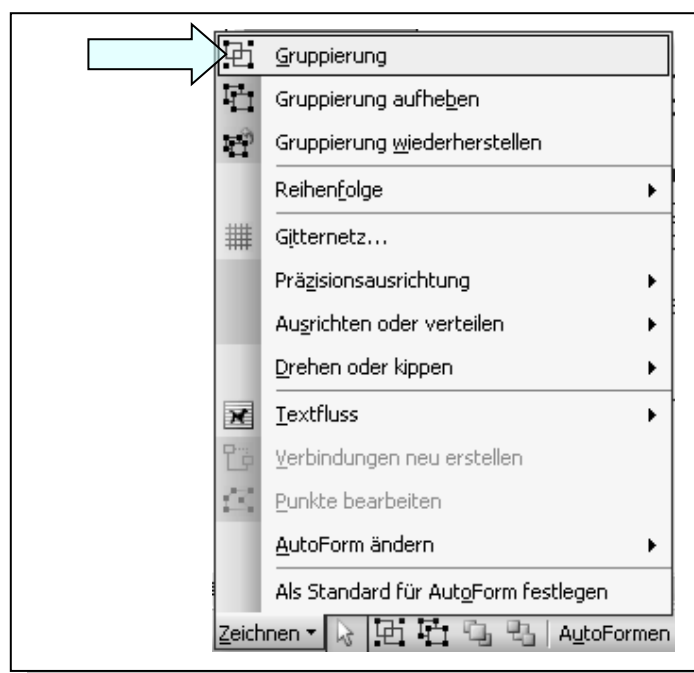 Gruppierung
Gruppierung aufheben
Gruppierung wiederherstellen
Reihenfolge
Gitternetz...
Präzisionsausrichtung
Ausrichten oder verteilen
Drehen oder kippen
Textfluss
Verbindungen neu erstellen
Punkte bearbeiten
AutoForm ändern
Als Standard für AutoForm festlegen
Zeichnen AutoFormen